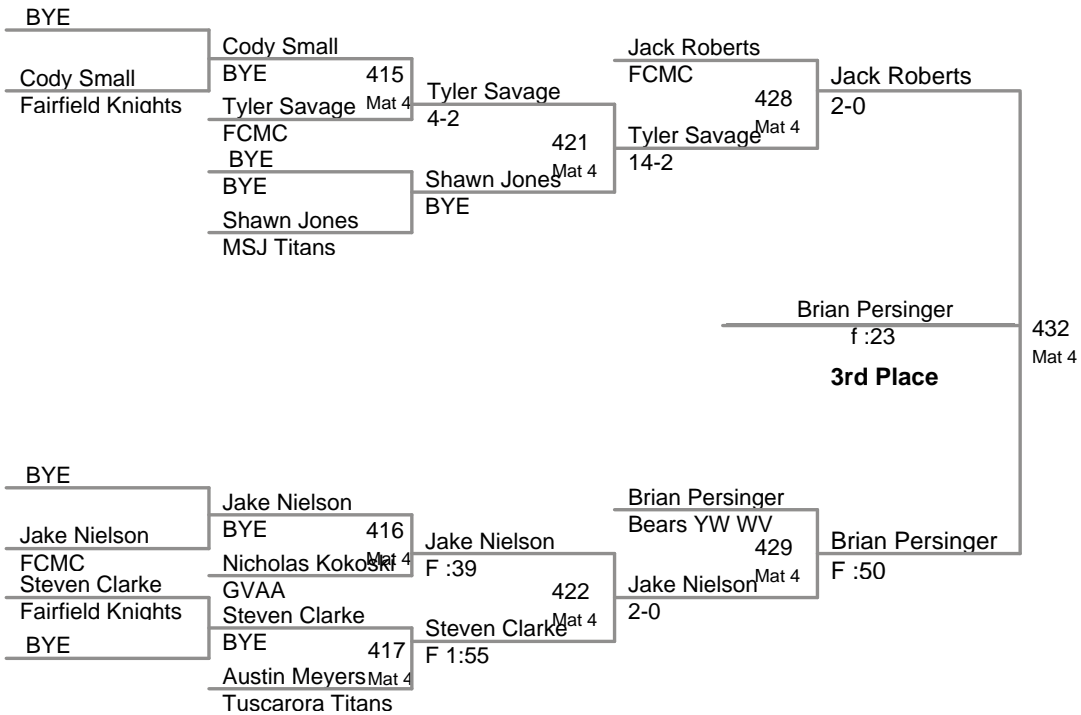 BYE
Cody Small
Fairfield Knights
Cody Small
BYE
415
Mat 4
Tyler Savage
FCMC
BYE
BYE
Shawn Jones
MSJ Titans
Tyler Savage
4-2
421
Mat 4
Shawn Jones
BYE
Jack Roberts
FCMC
428
Mat 4
Tyler Savage
14-2
Jack Roberts
2-0
Brian Persinger
f :23
3rd Place
432
Mat 4
BYE
Jake Nielson
FCMC
Steven Clarke
Fairfield Knights
BYE
Jake Nielson
BYE
416
Mat 4
Nicholas Kokoski
GVAA
Steven Clarke
BYE
417
Mat 4
Austin Meyers
Tuscarora Titans
Jake Nielson
F :39
422
Mat 4
Steven Clarke
F 1:55
Brian Persinger
Bears YW WV
429
Mat 4
Jake Nielson
2-0
Brian Persinger
F :50